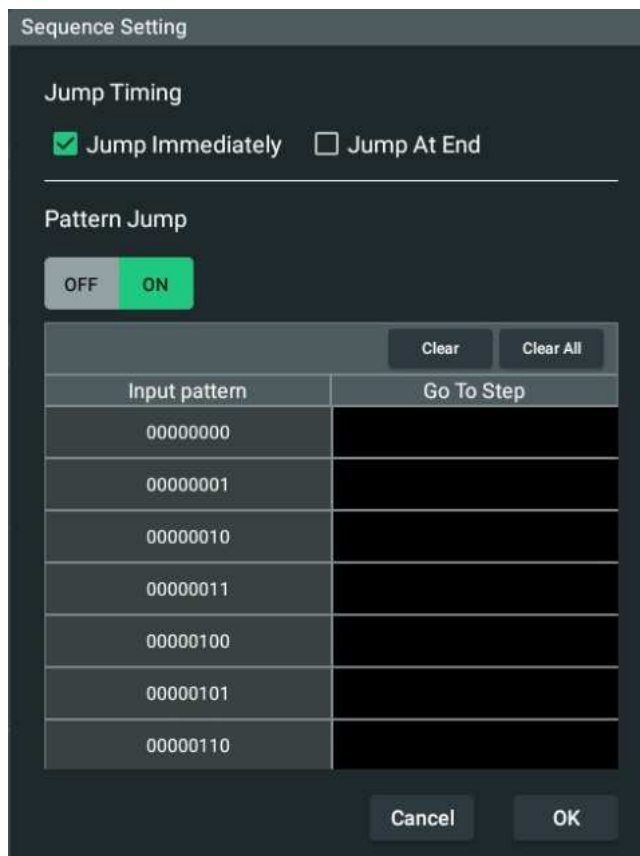 Sequence Setting
Jump Timing
Jump Immediately Jump At End
Pattern Jump
OFF ON
Clear Clear All
Input pattern Go To Step
00000000
00000001
00000010
00000011
00000100
00000101
00000110
Cancel OK